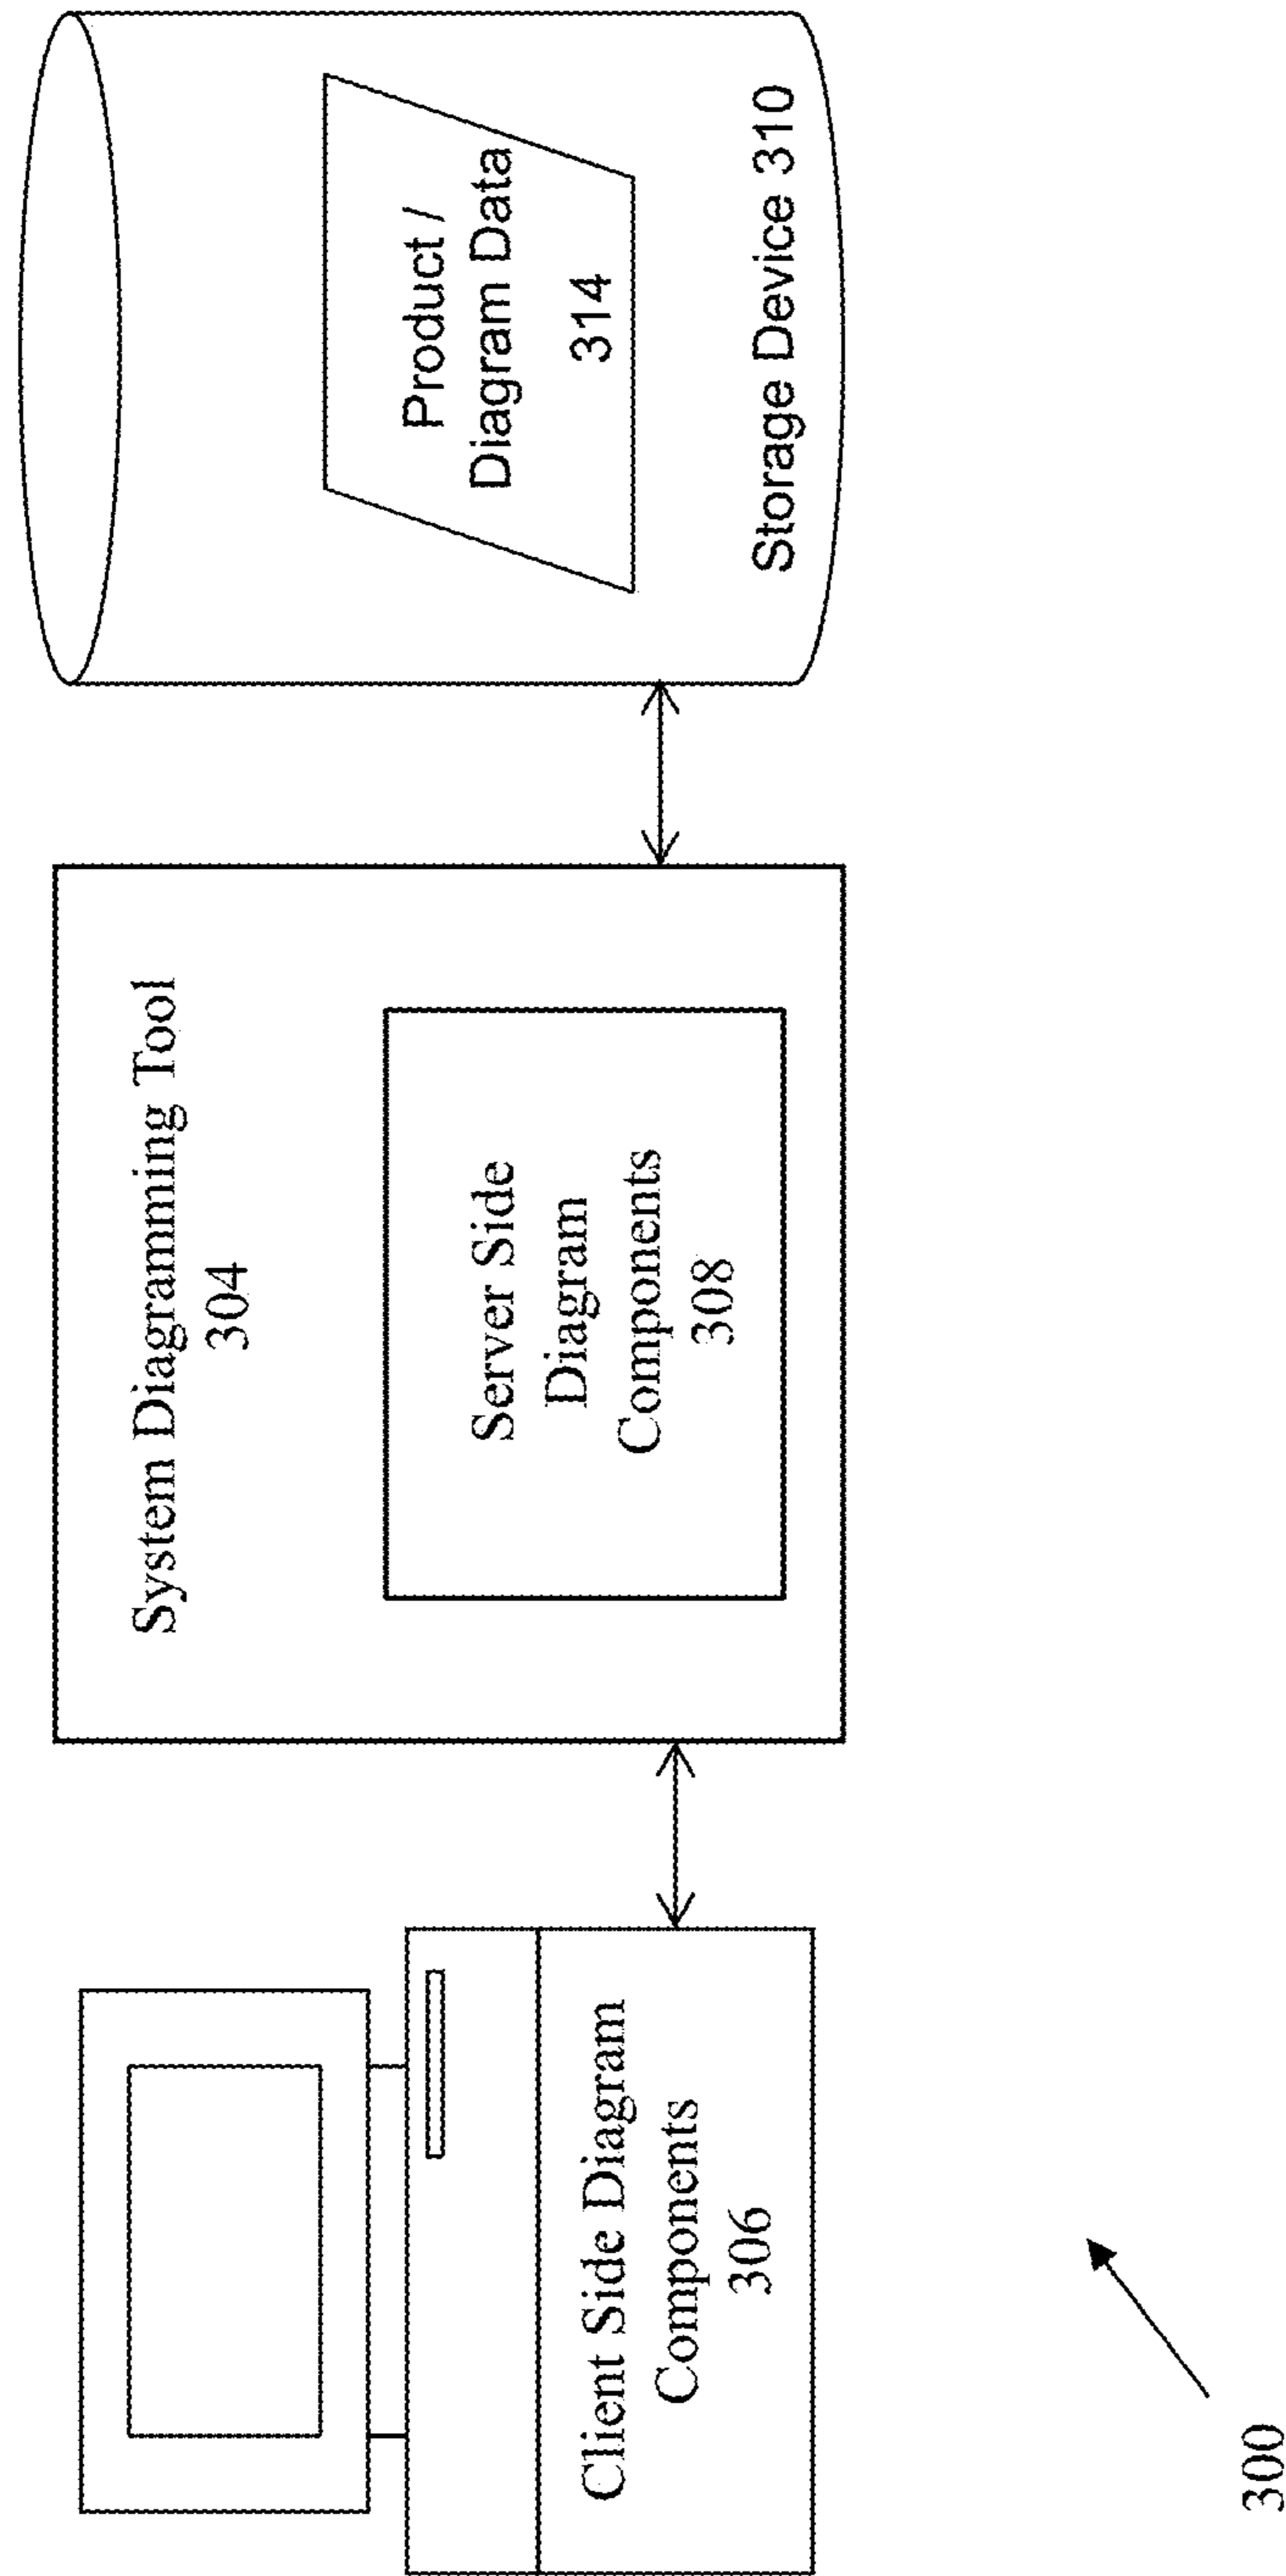 Client Side Diagram
Components
306
System Diagramming Tool
304
Server Side
Diagram
Components
308
Product /
Diagram Data
314
Storage Device 310
300